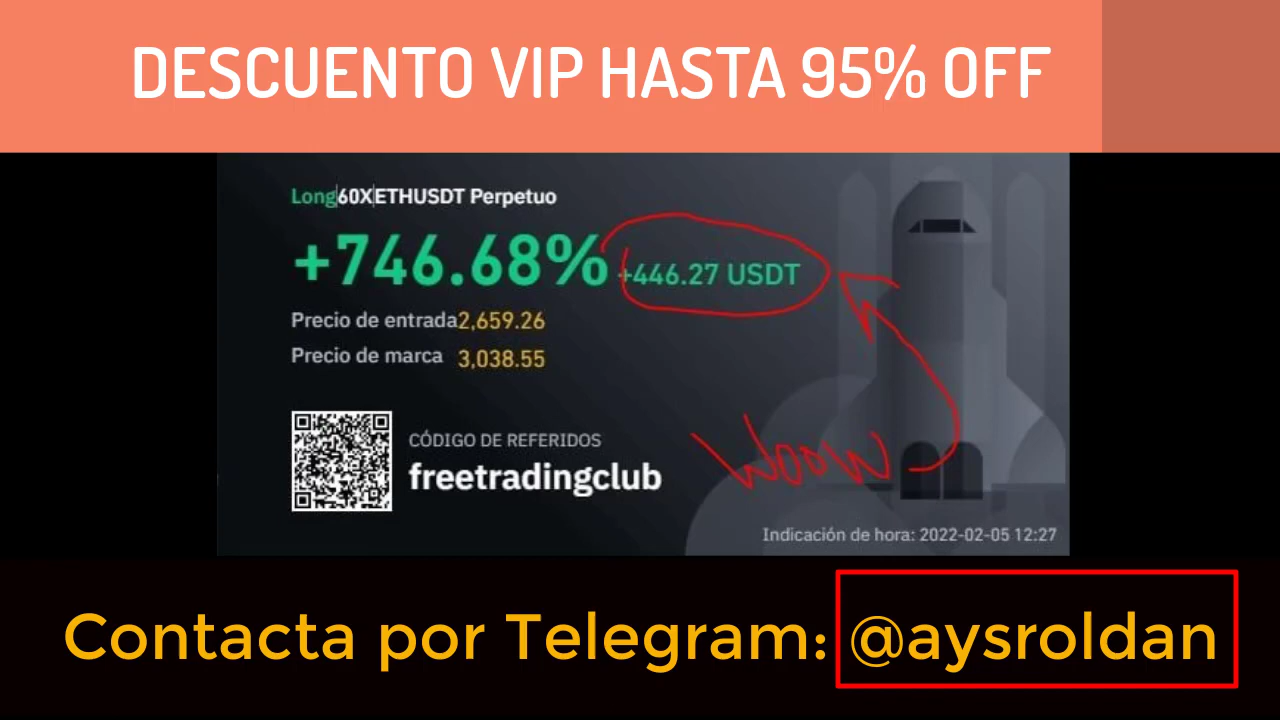 DESCUENTO VIP HASTA 95% OFF
Long|60X|ETHUSDT Perpetuo
+746.68% +446.27 USDT
Precio de entrada 2,659.26
Precio de marca 3,038.55
CÓDIGO DE REFERIDOS
freetradingclub
Woow
Indicación de hora: 2022-02-05 12:27
Contacta por Telegram: @aysroldan